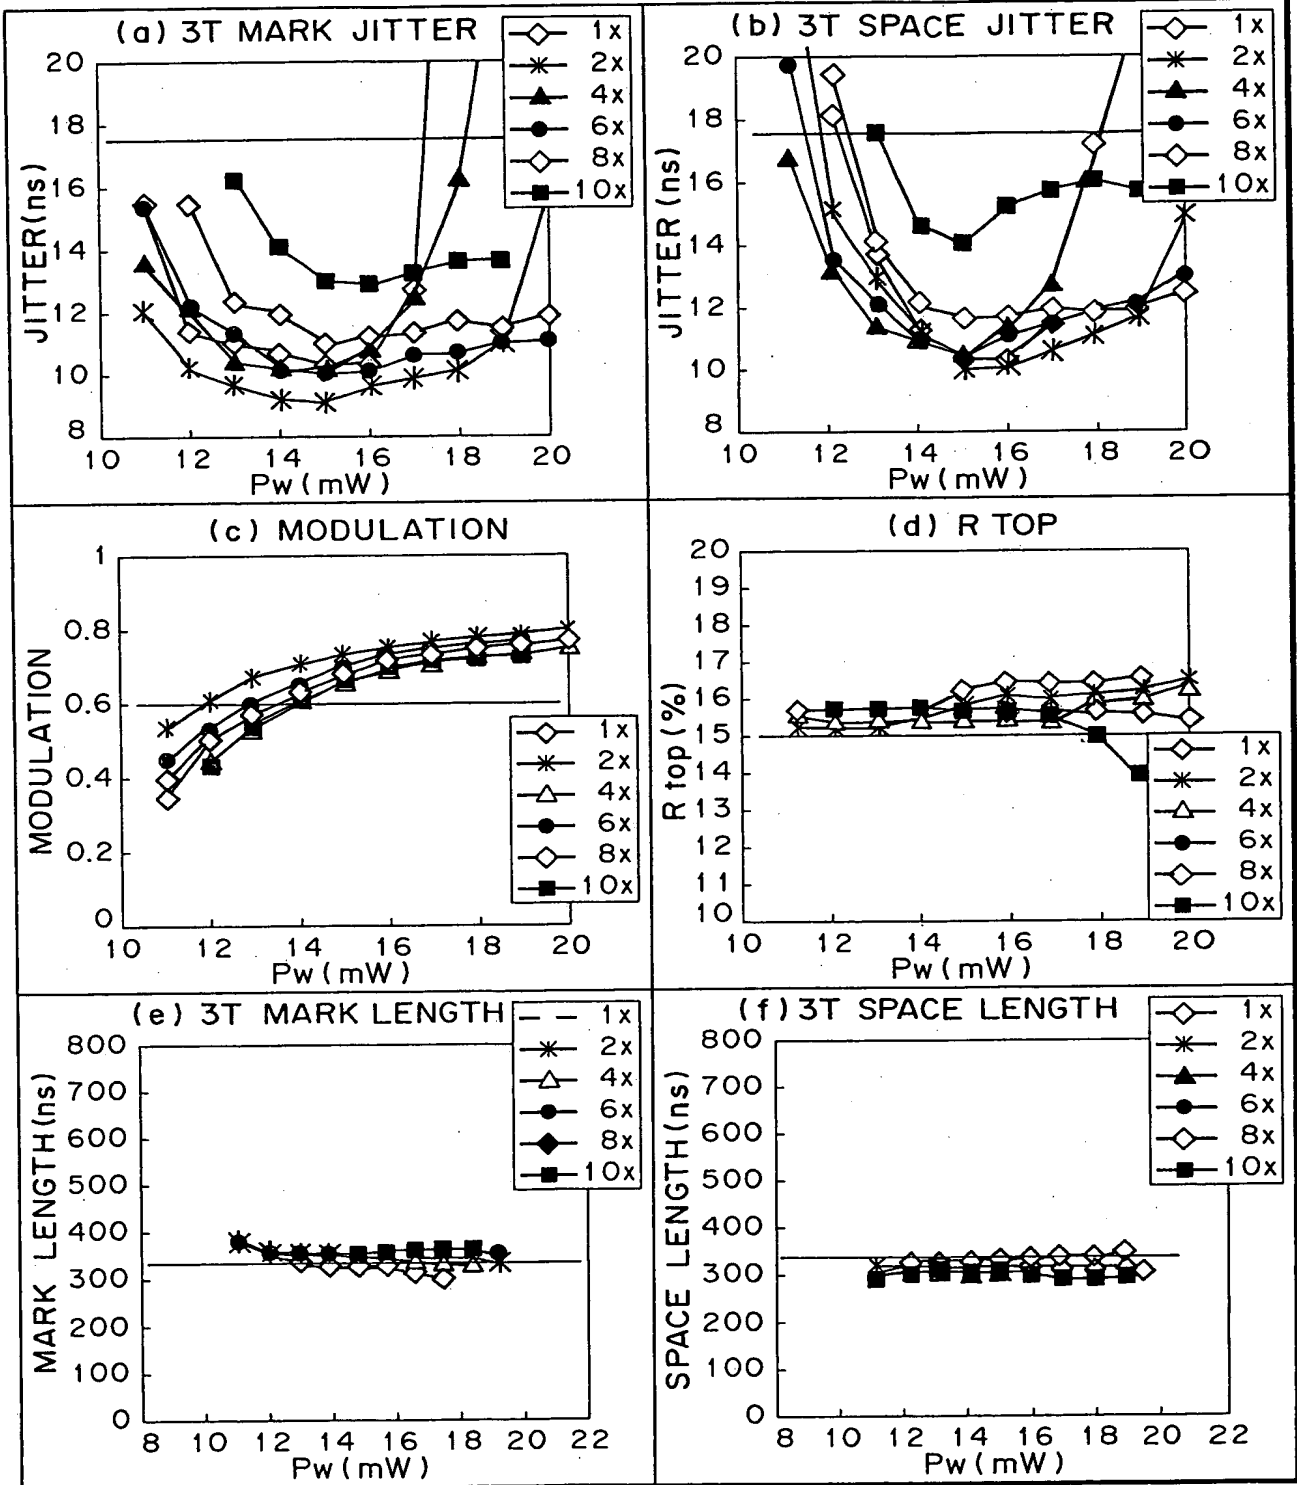 (a) 3T MARK JITTER
1x
2x
4x
6x
8x
10x
20
18
16
14
12
10
8
JITTER(ns)
10 12 14 16 18 20
Pw(mW)
(b) 3T SPACE JITTER
1x
2x
4x
6x
8x
10x
20
18
16
14
12
10
8
JITTER(ns)
10 12 14 16 18 20
Pw(mW)
(c) MODULATION
1
0.8
0.6
0.4
0.2
0
MODULATION
1x
2x
4x
6x
8x
10x
10 12 14 16 18 20
Pw(mW)
(d) R TOP
20
19
18
17
16
15
14
13
12
11
10
R top(%)
1x
2x
4x
6x
8x
10x
10 12 14 16 18 20
Pw(mW)
(e) 3T MARK LENGTH
1x
2x
4x
6x
8x
10x
800
700
600
500
400
300
200
100
0
MARK LENGTH(ns)
8 10 12 14 16 18 20 22
Pw(mW)
(f) 3T SPACE LENGTH
1x
2x
4x
6x
8x
10x
800
700
600
500
400
300
200
100
0
SPACE LENGTH(ns)
8 10 12 14 16 18 20 22
Pw(mW)